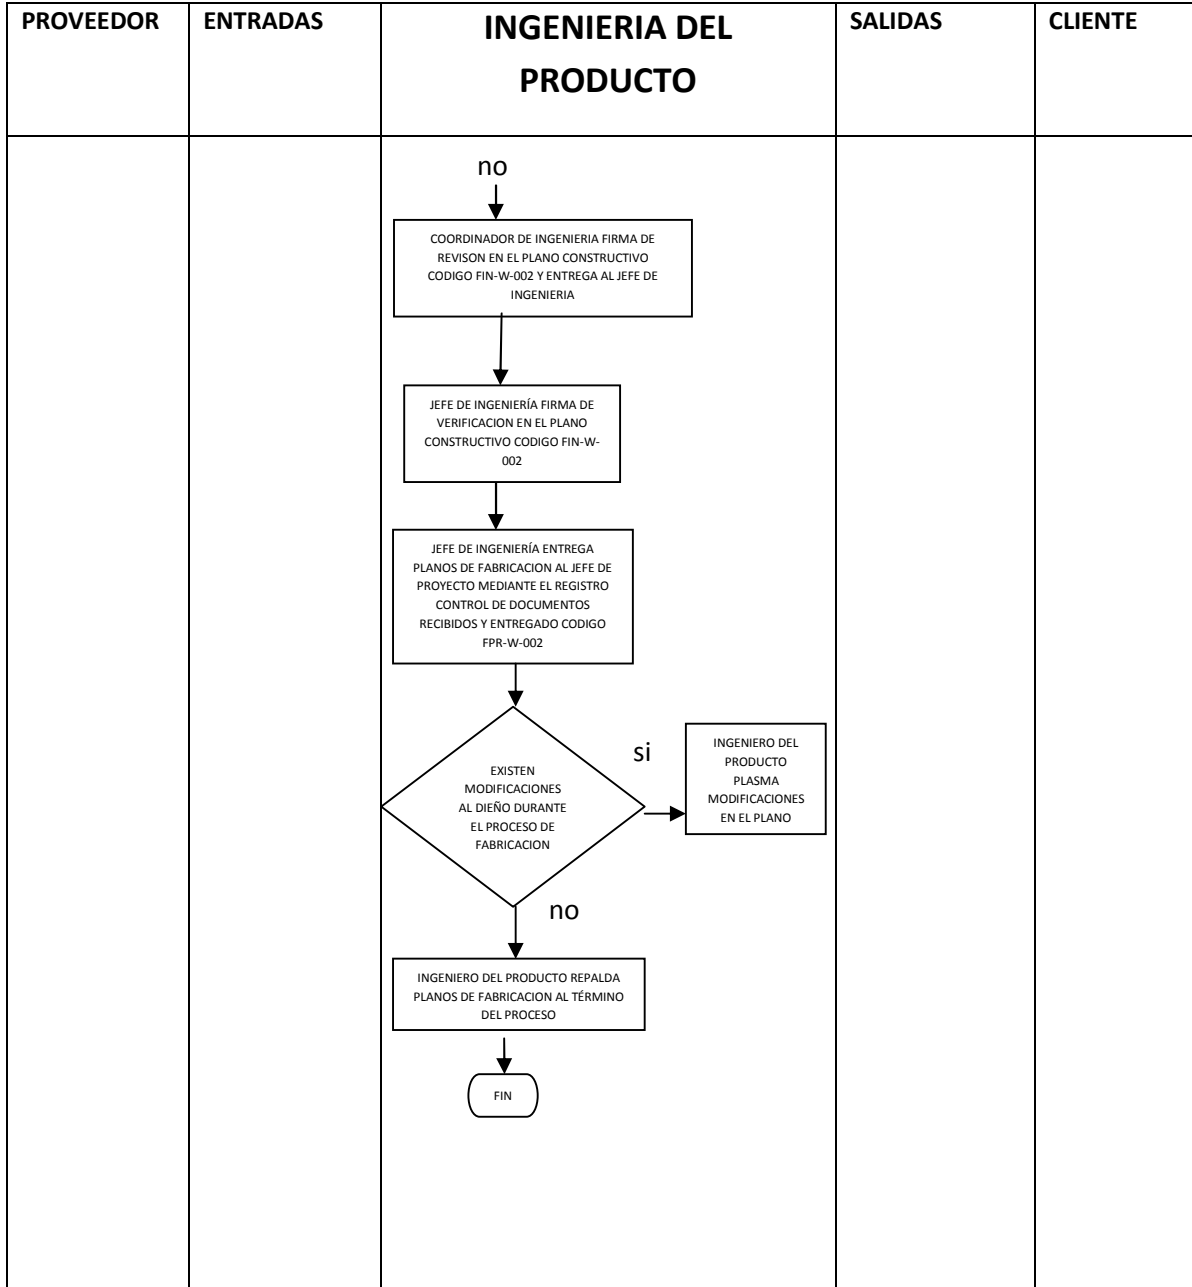 PROVEEDOR
ENTRADAS
INGENIERIA DEL
PRODUCTO
SALIDAS
CLIENTE
no
COORDINADOR DE INGENIERIA FIRMA DE
REVISON EN EL PLANO CONSTRUCTIVO
CODIGO FIN-W-002 Y ENTREGA AL JEFE DE
INGENIERIA
JEFE DE INGENIERÍA FIRMA DE
VERIFICACION EN EL PLANO
CONSTRUCTIVO CODIGO FIN-W-
002
JEFE DE INGENIERÍA ENTREGA
PLANOS DE FABRICACION AL JEFE DE
PROYECTO MEDIANTE EL REGISTRO
CONTROL DE DOCUMENTOS
RECIBIDOS Y ENTREGADO CODIGO
FPR-W-002
EXISTEN
MODIFICACIONES
AL DIEÑO DURANTE
EL PROCESO DE
FABRICACION
si
INGENIERO DEL
PRODUCTO
PLASMA
MODIFICACIONES
EN EL PLANO
no
INGENIERO DEL PRODUCTO REPALDA
PLANOS DE FABRICACION AL TÉRMINO
DEL PROCESO
FIN